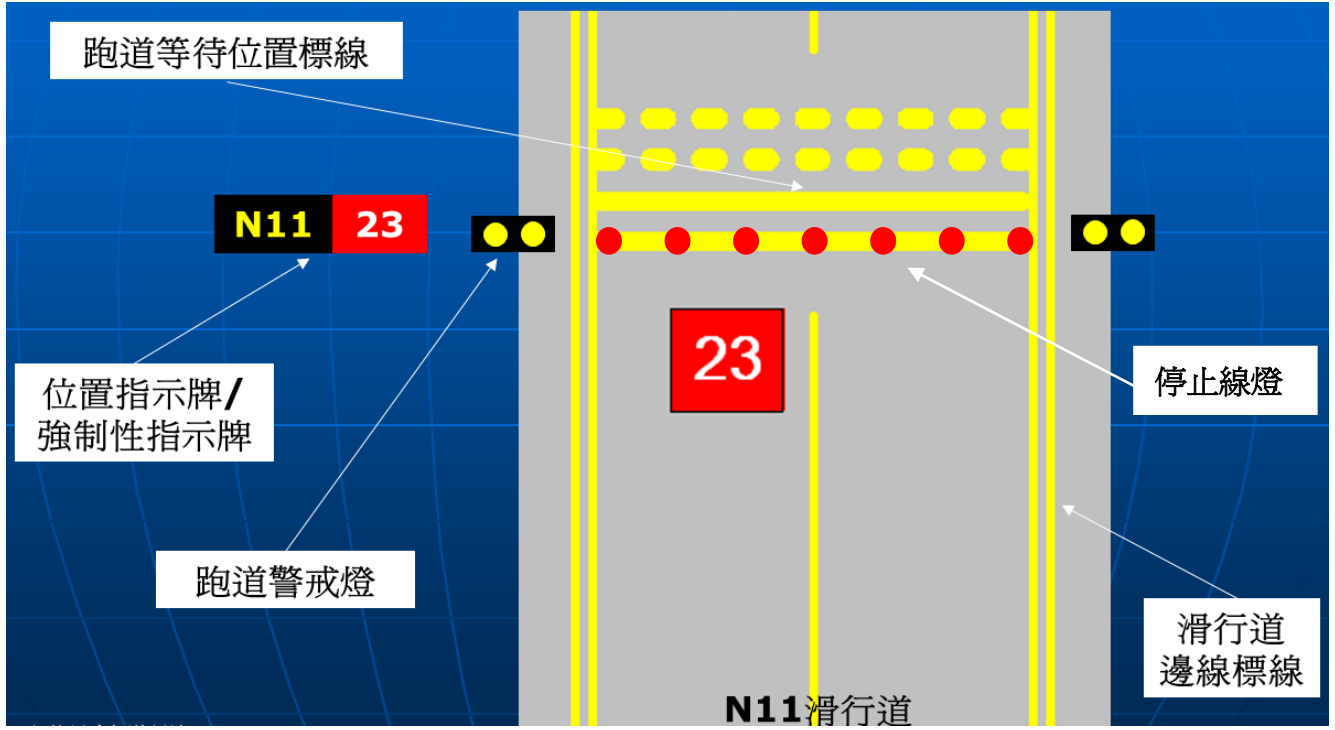 跑道等待位置標線
N11 23
23
位置指示牌/
強制性指示牌
停止線燈
跑道警戒燈
滑行道
邊線標線
N11滑行道